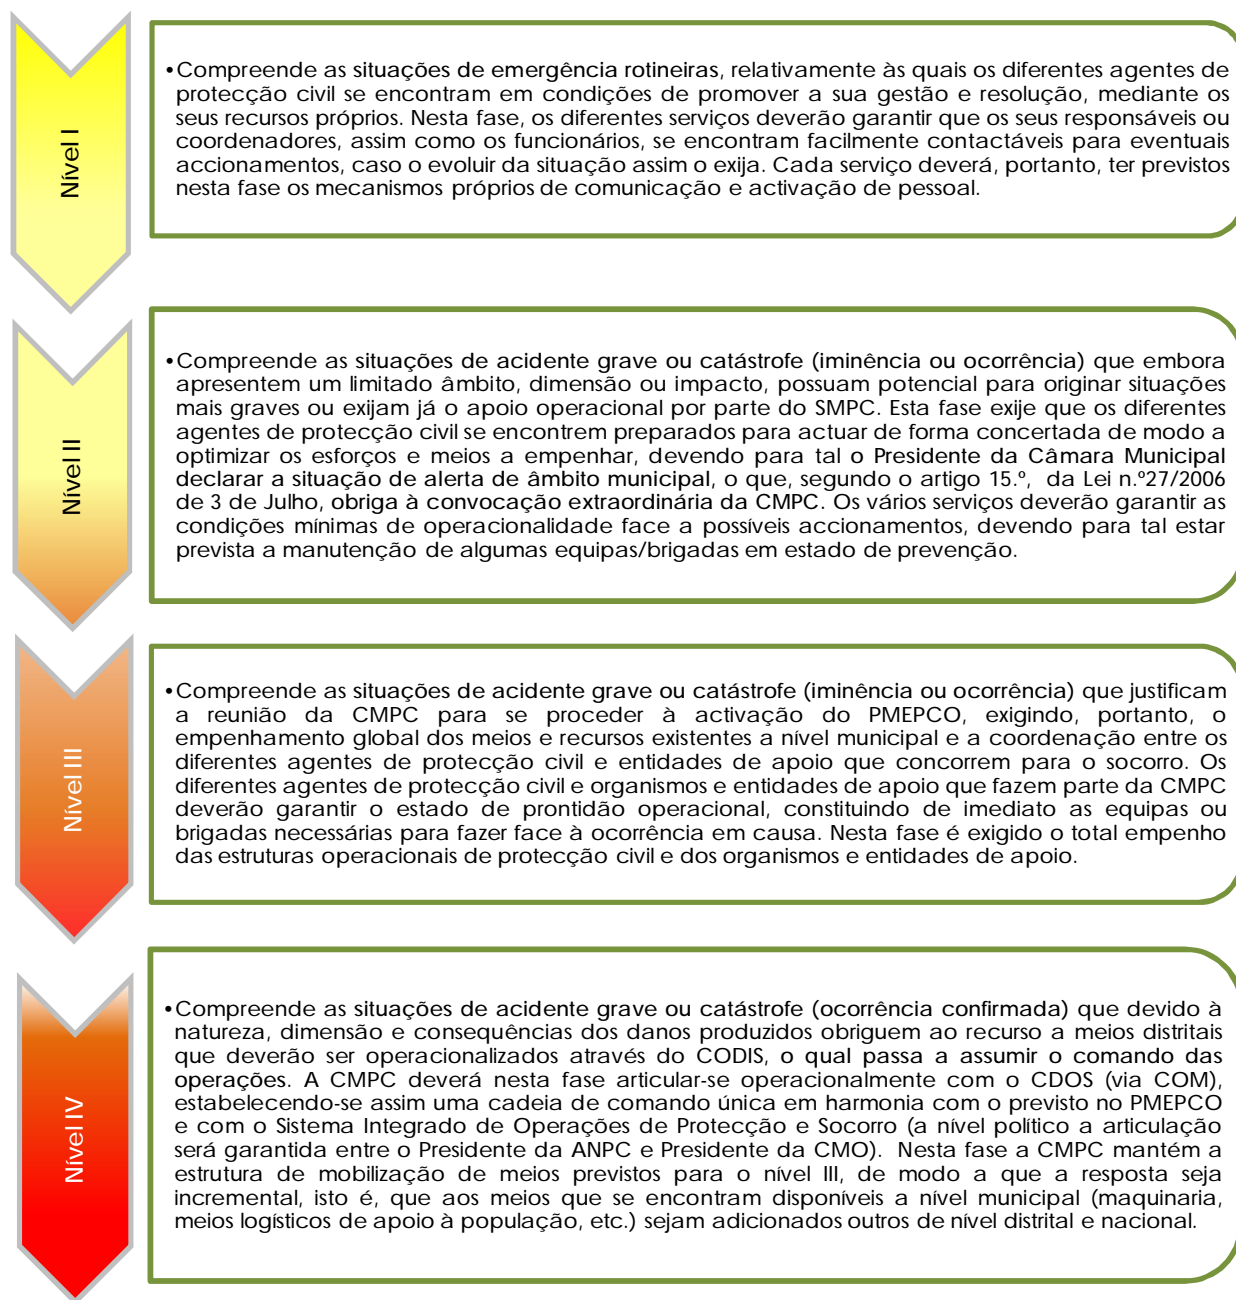 Nível I
•Compreende as situações de emergência rotineiras, relativamente às quais os diferentes agentes de
protecção civil se encontram em condições de promover a sua gestão e resolução, mediante os
seus recursos próprios. Nesta fase, os diferentes serviços deverão garantir que os seus responsáveis ou
coordenadores, assim como os funcionários, se encontram facilmente contactáveis para eventuais
accionamentos, caso o evoluir da situação assim o exija. Cada serviço deverá, portanto, ter previstos
nesta fase os mecanismos próprios de comunicação e activação de pessoal.
Nível II
•Compreende as situações de acidente grave ou catástrofe (iminência ou ocorrência) que embora
apresentem um limitado âmbito, dimensão ou impacto, possuam potencial para originar situações
mais graves ou exijam já o apoio operacional por parte do SMPC. Esta fase exije que os diferentes
agentes de protecção civil se encontrem preparados para actuar de forma concertada de modo a
optimizar os esforços e meios a empenhar, devendo para tal o Presidente da Câmara Municipal
declarar a situação de alerta de âmbito municipal, o que, segundo o artigo 15.º, da Lei n.º27/2006
de 3 de Julho, obriga à convocação extraordinária da CMPC. Os vários serviços deverão garantir as
condições mínimas de operacionalidade face a possíveis accionamentos, devendo para tal estar
prevista a manutenção de algumas equipas/brigadas em estado de prevenção.
Nível III
•Compreende as situações de acidente grave ou catástrofe (iminência ou ocorrência) que justificam
a reunião da CMPC para se proceder à activação do PMEPCO, exigindo, portanto, o
empenhamento global dos meios e recursos existentes a nível municipal e a coordenação entre os
diferentes agentes de protecção civil e entidades de apoio que concorrem para o socorro. Os
diferentes agentes de protecção civil e organismos e entidades de apoio que fazem parte da CMPC
deverão garantir o estado de prontidão operacional, constituindo de imediato as equipas ou
brigadas necessárias para fazer face à ocorrência em causa. Nesta fase é exigido o total empenho
das estruturas operacionais de protecção civil e dos organismos e entidades de apoio.
Nível IV
•Compreende as situações de acidente grave ou catástrofe (ocorrência confirmada) que devido à
natureza, dimensão e consequências dos danos produzidos obriguem ao recurso a meios distritais
que deverão ser operacionalizados através do CODIS, o qual passa a assumir o comando das
operações. A CMPC deverá nesta fase articular-se operacionalmente com o CDOS (via COM),
estabelecendo-se assim uma cadeia de comando única em harmonia com o previsto no PMEPCO
e com o Sistema Integrado de Operações de Protecção e Socorro (a nível político a articulação
será garantida entre o Presidente da ANPC e Presidente da CMO). Nesta fase a CMPC mantém a
estrutura de mobilização de meios previstos para o nível III, de modo a que a resposta seja
incremental, isto é, que aos meios que se encontram disponíveis a nível municipal (maquinaria,
meios logísticos de apoio à população, etc.) sejam adicionados outros de nível distrital e nacional.